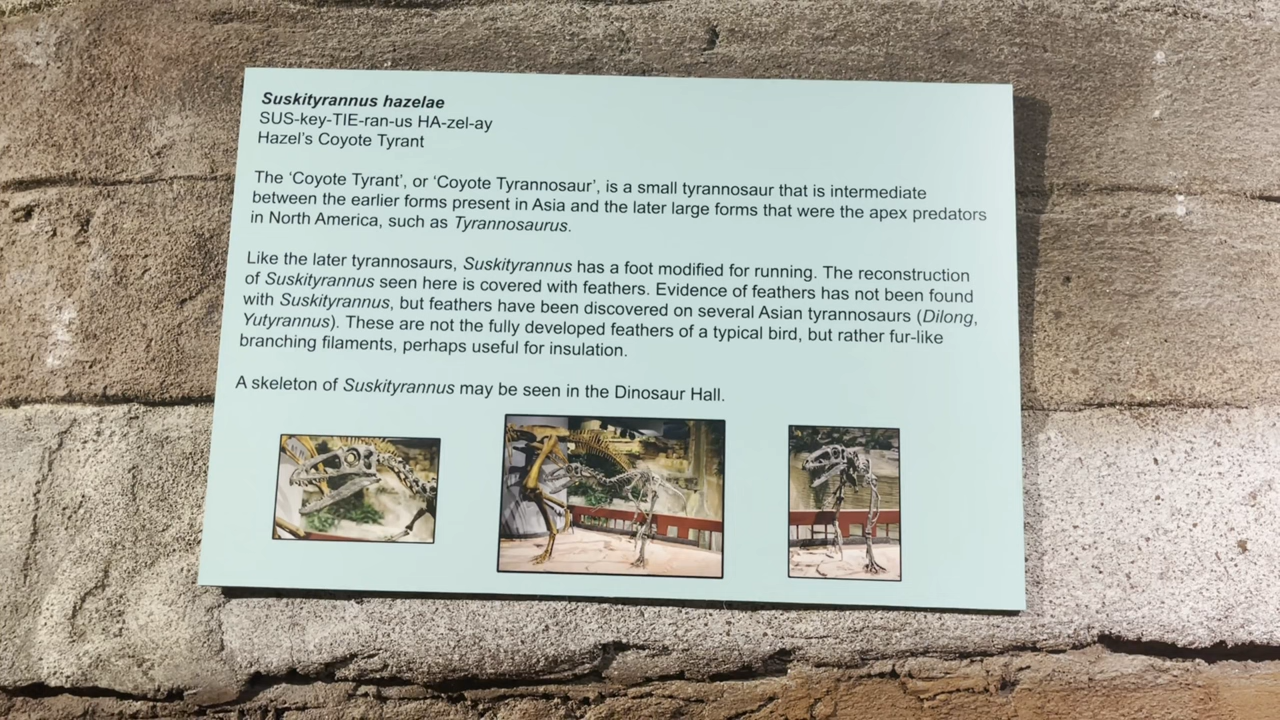 Suskityrannus hazelae
SUS-key-TIE-ran-us HA-zel-ay
Hazel's Coyote Tyrant
The ‘Coyote Tyrant’, or ‘Coyote Tyrannosaur’, is a small tyrannosaur that is intermediate
between the earlier forms present in Asia and the later large forms that were the apex predators
in North America, such as Tyrannosaurus.
Like the later tyrannosaurs, Suskityrannus has a foot modified for running. The reconstruction
of Suskityrannus seen here is covered with feathers. Evidence of feathers has not been found
with Suskityrannus, but feathers have been discovered on several Asian tyrannosaurs (Dilong,
Yutyrannus). These are not the fully developed feathers of a typical bird, but rather fur-like
branching filaments, perhaps useful for insulation.
A skeleton of Suskityrannus may be seen in the Dinosaur Hall.